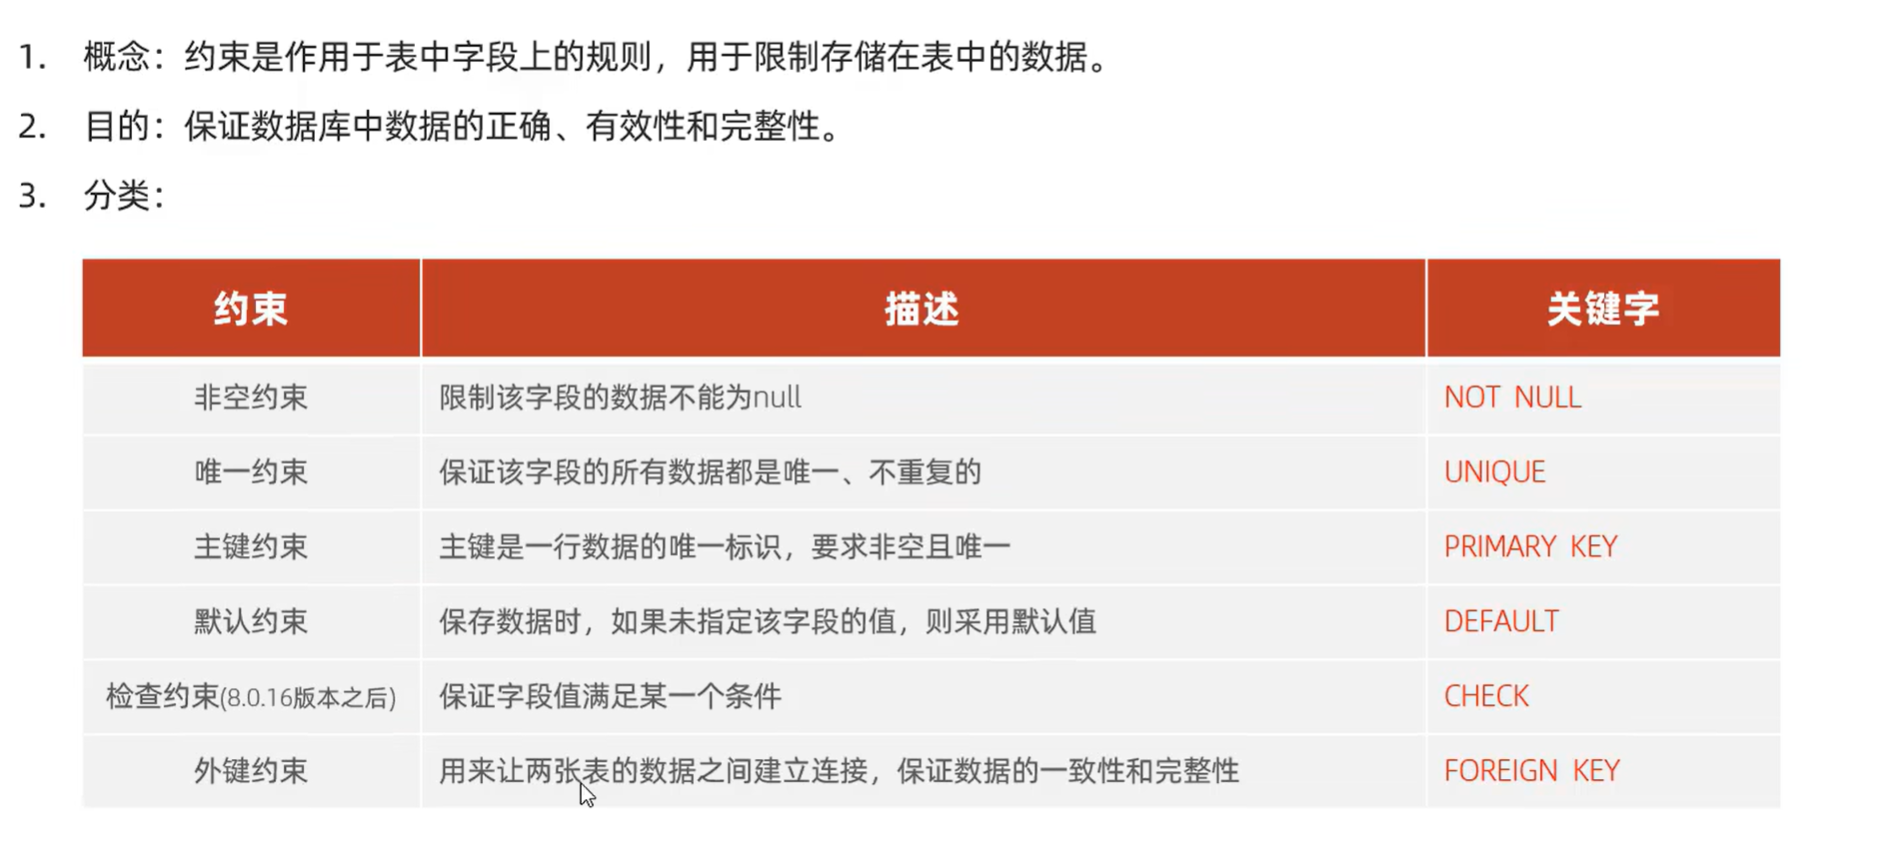 1. 概念：约束是作用于表中字段上的规则，用于限制存储在表中的数据。
2. 目的：保证数据库中数据的正确、有效性和完整性。
3. 分类：
约束 描述 关键字
非空约束 限制该字段的数据不能为null NOT NULL
唯一约束 保证该字段的所有数据都是唯一、不重复的 UNIQUE
主键约束 主键是一行数据的唯一标识，要求非空且唯一 PRIMARY KEY
默认约束 保存数据时，如果未指定该字段的值，则采用默认值 DEFAULT
检查约束(8.0.16版本之后) 保证字段值满足某一个条件 CHECK
外键约束 用来让两张表的数据之间建立连接，保证数据的一致性和完整性 FOREIGN KEY